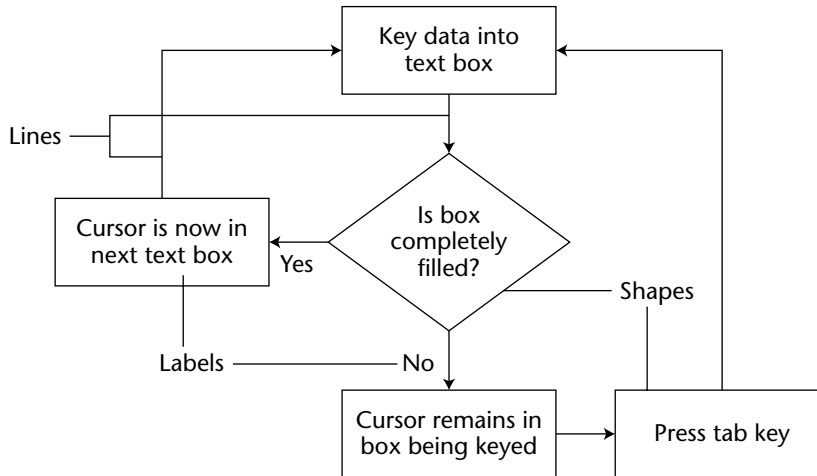 Key data into
text box
Lines
Cursor is now in
next text box
Yes
Is box
completely
filled?
Shapes
Labels
No
Cursor remains in
box being keyed
Press tab key